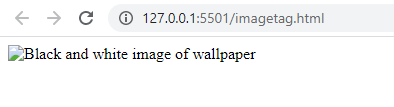 127.0.0.1:5501/imagetag.html
Black and white image of wallpaper